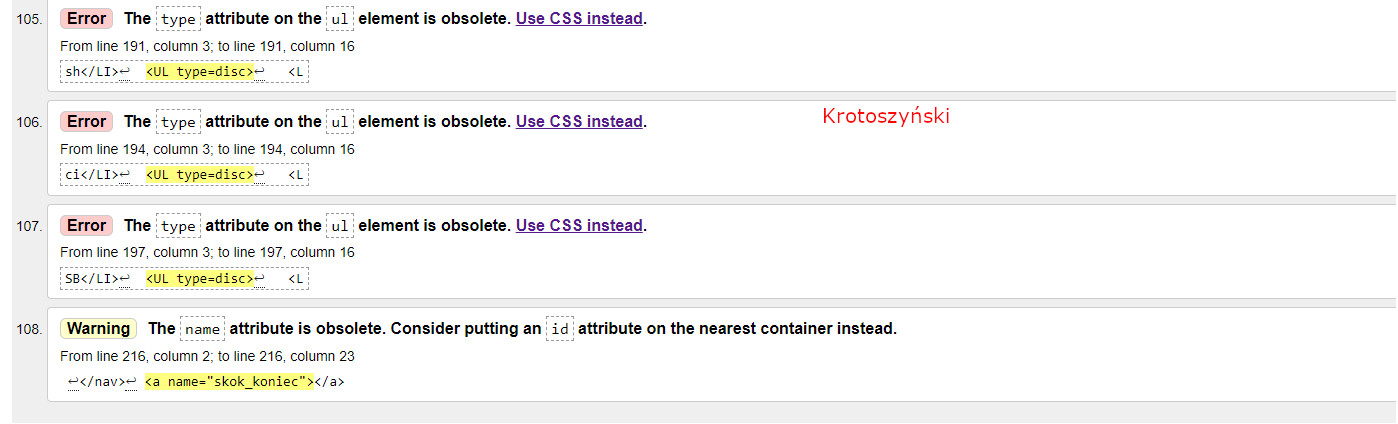 105. Error The type attribute on the ul element is obsolete. Use CSS instead.
From line 191, column 3; to line 191, column 16
sh</LI>↩ <UL type=disc>↩ <L
106. Error The type attribute on the ul element is obsolete. Use CSS instead.
Krotoszyński
From line 194, column 3; to line 194, column 16
ci</LI>↩ <UL type=disc>↩ <L
107. Error The type attribute on the ul element is obsolete. Use CSS instead.
From line 197, column 3; to line 197, column 16
SB</LI>↩ <UL type=disc>↩ <L
108. Warning The name attribute is obsolete. Consider putting an id attribute on the nearest container instead.
From line 216, column 2; to line 216, column 23
↩</nav>↩ <a name="skok_koniec"></a>